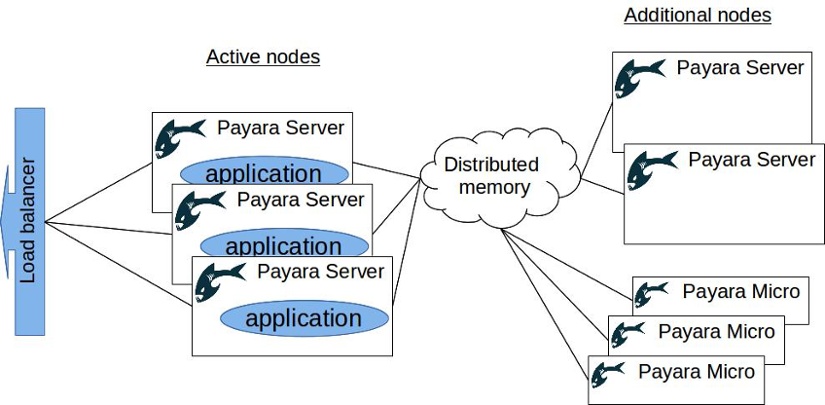 Additional nodes
Active nodes
Payara Server
Payara Server
Payara Server
application
Payara Server
application
Payara Server
application
Load balancer
Distributed
memory
Payara Micro
Payara Micro
Payara Micro